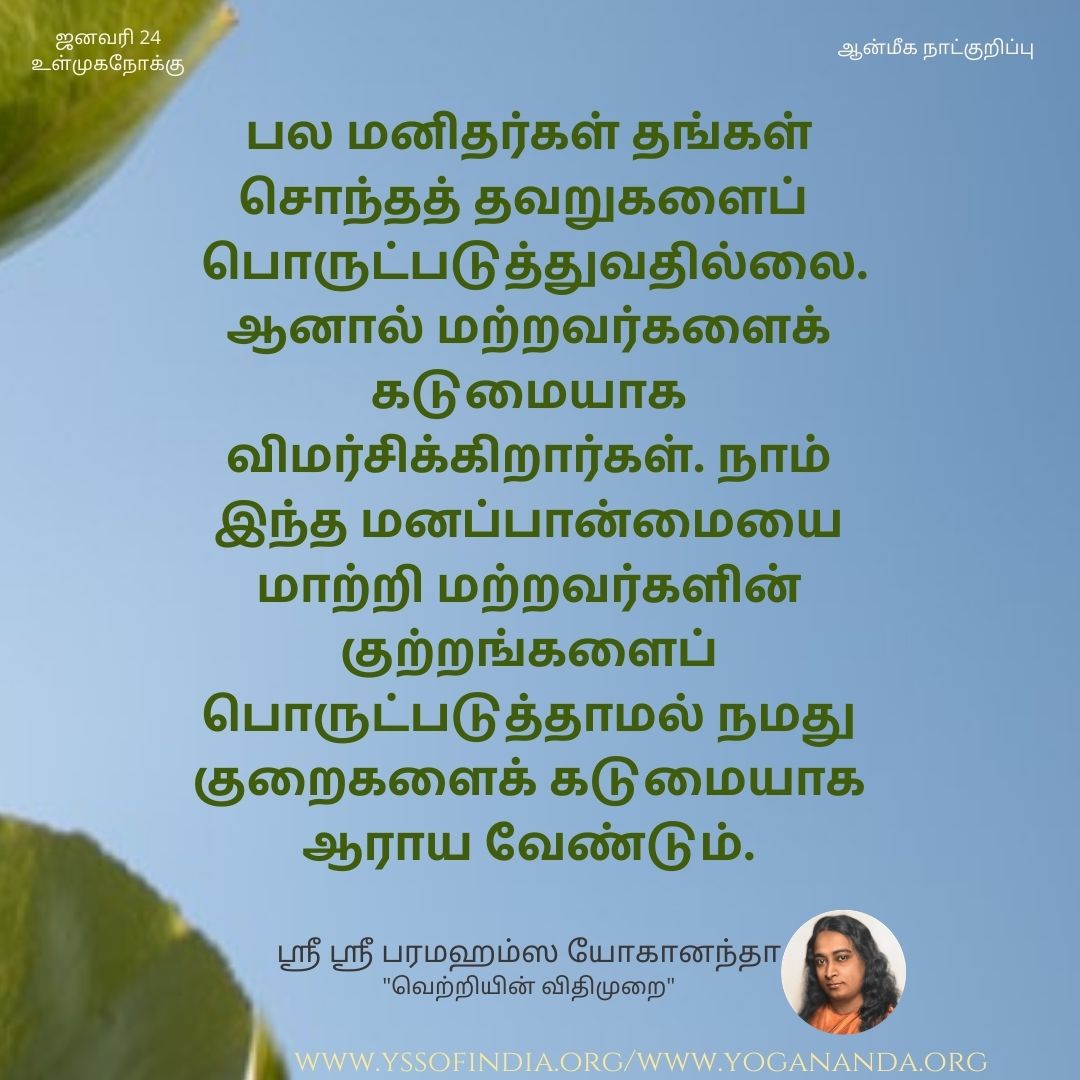 ஜனவரி 24
உள்முகநோக்கு
ஆன்மீக நாட்குறிப்பு
பல மனிதர்கள் தங்கள்
சொந்தத் தவறுகளைப்
பொருட்படுத்துவதில்லை.
ஆனால் மற்றவர்களைக்
கடுமையாக
விமர்சிக்கிறார்கள். நாம்
இந்த மனப்பான்மையை
மாற்றி மற்றவர்களின்
குற்றங்களைப்
பொருட்படுத்தாமல் நமது
குறைகளைக் கடுமையாக
ஆராய வேண்டும்.
ஸ்ரீ ஸ்ரீ பரமஹம்ஸ யோகானந்தா
"வெற்றியின் விதிமுறை"
WWW.YSSOFINDIA.ORG/WWW.YOGANANDA.ORG